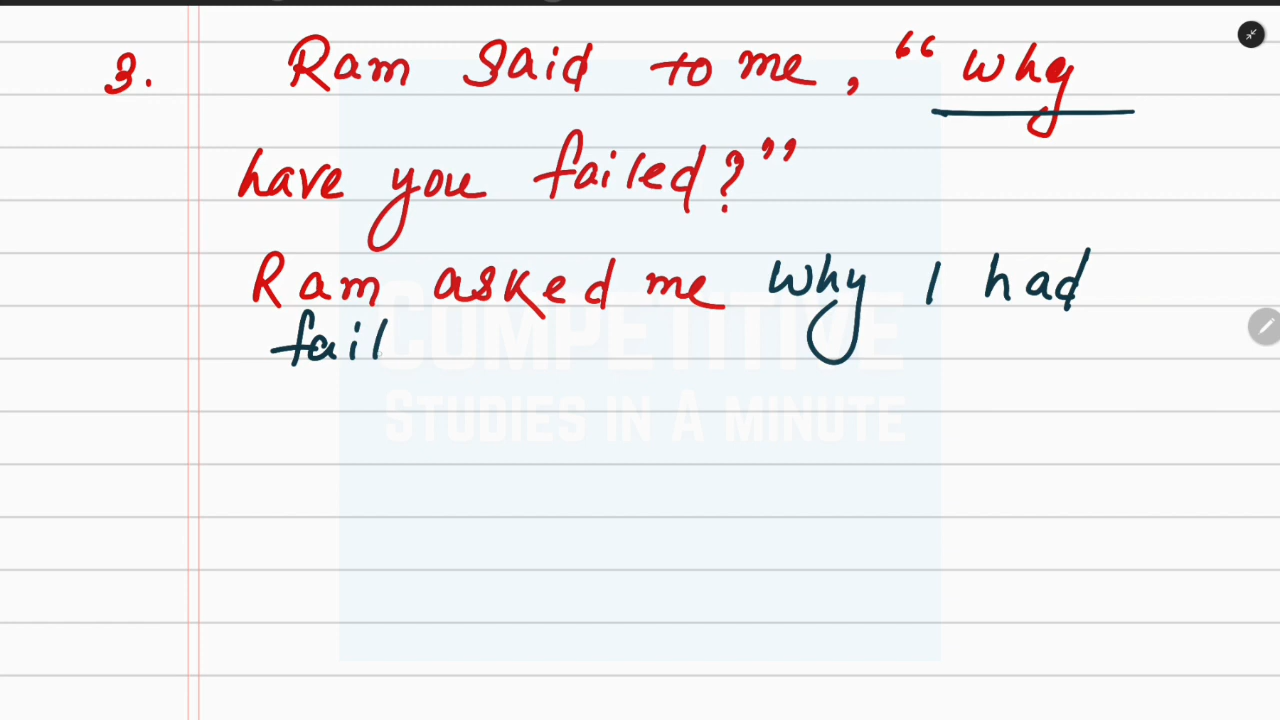 3. Ram said to me, "why
have you failed?"
Ram asked me why I had
fail
COMPETITIVE
STUDIES IN A MINUTE